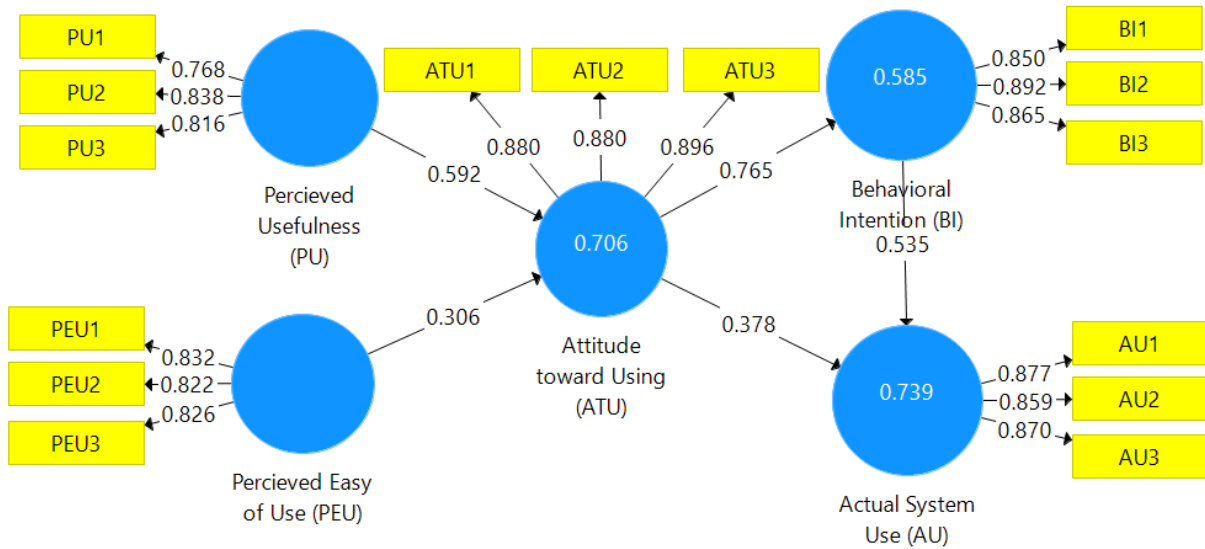 PU1
0.768
PU2
0.838
PU3
0.816
Percieved
Usefulness
(PU)
0.592
ATU1
ATU2
ATU3
0.880
0.880
0.896
0.765
0.585
Behavioral
Intention (BI)
0.535
BI1
0.850
BI2
0.892
BI3
0.865
0.706
Attitude
toward Using
(ATU)
PEU1
0.832
PEU2
0.822
PEU3
0.826
Percieved Easy
of Use (PEU)
0.306
0.378
0.739
Actual System
Use (AU)
AU1
0.877
AU2
0.859
AU3
0.870